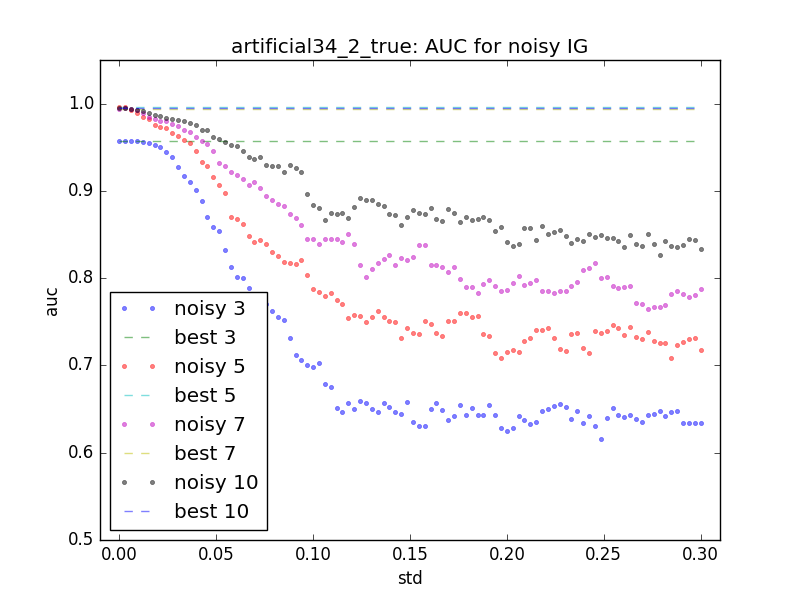 artificial34_2_true: AUC for noisy IG
1.0
0.9
0.8
0.7
0.6
0.5
auc
noisy 3
best 3
noisy 5
best 5
noisy 7
best 7
noisy 10
best 10
0.00 0.05 0.10 0.15 0.20 0.25 0.30
std